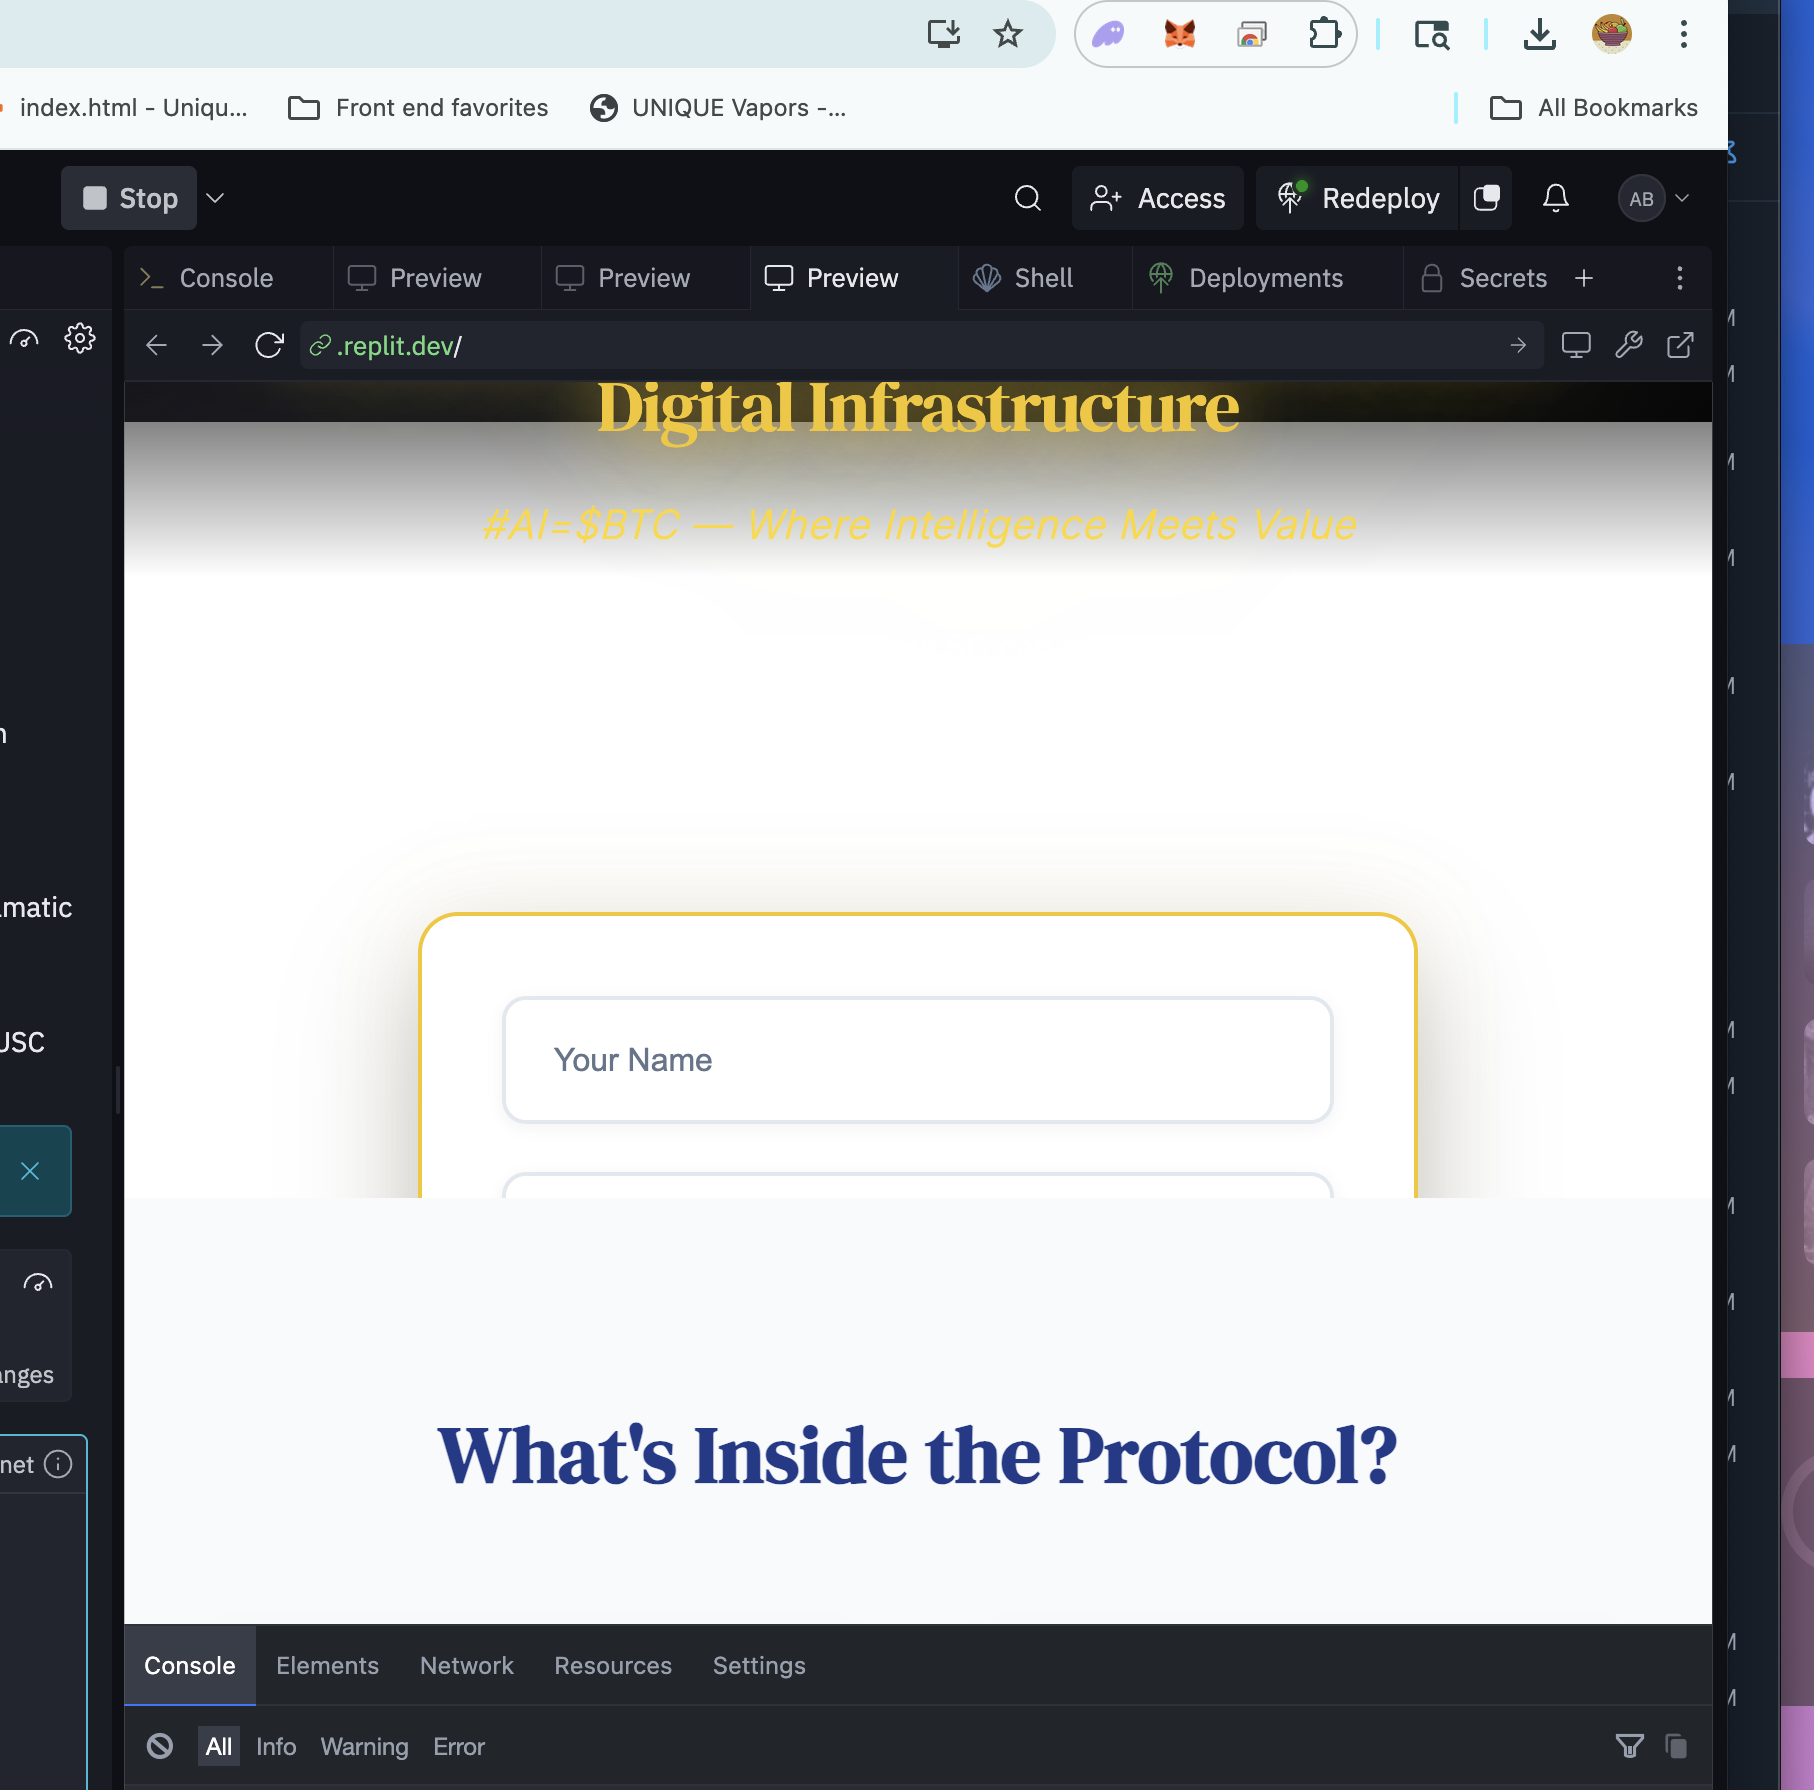 index.html - Uniqu...
Front end favorites
UNIQUE Vapors -...
All Bookmarks
Stop
Access
Redeploy
AB
Console
Preview
Preview
Preview
Shell
Deployments
Secrets
.replit.dev/
Digital Infrastructure
#AI=$BTC — Where Intelligence Meets Value
Your Name
What's Inside the Protocol?
matic
USC
anges
net
Console
Elements
Network
Resources
Settings
All
Info
Warning
Error